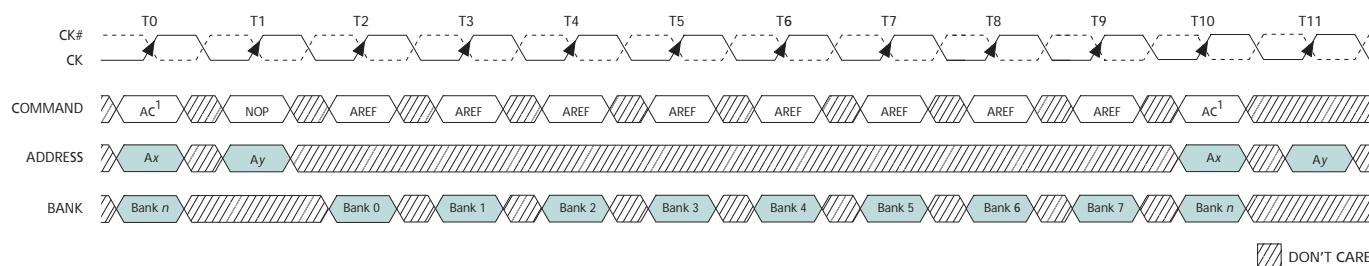 T0 T1 T2 T3 T4 T5 T6 T7 T8 T9 T10 T11
CK#
CK
COMMAND AC¹ NOP AREF AREF AREF AREF AREF AREF AREF AREF AC¹
ADDRESS Ax Ay Ax Ay
BANK Bank n Bank 0 Bank 1 Bank 2 Bank 3 Bank 4 Bank 5 Bank 6 Bank 7 Bank n
DON'T CARE